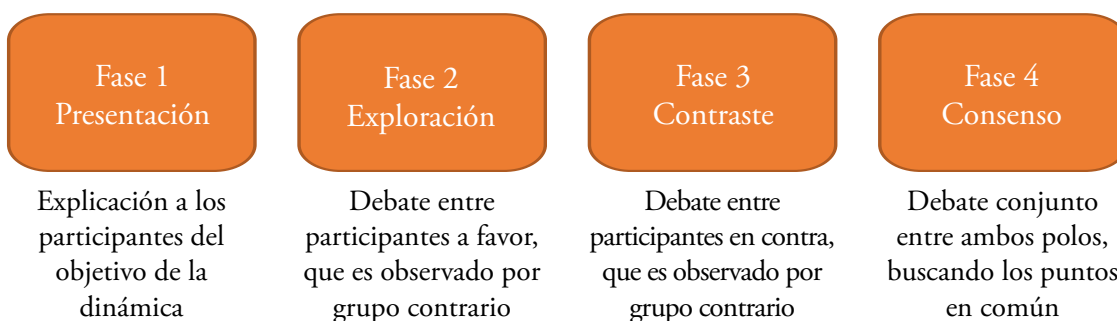 Fase 1
Presentación
Explicación a los
participantes del
objetivo de la
dinámica
Fase 2
Exploración
Debate entre
participantes a favor,
que es observado por
grupo contrario
Fase 3
Contraste
Debate entre
participantes en contra,
que es observado por
grupo contrario
Fase 4
Consenso
Debate conjunto
entre ambos polos,
buscando los puntos
en común